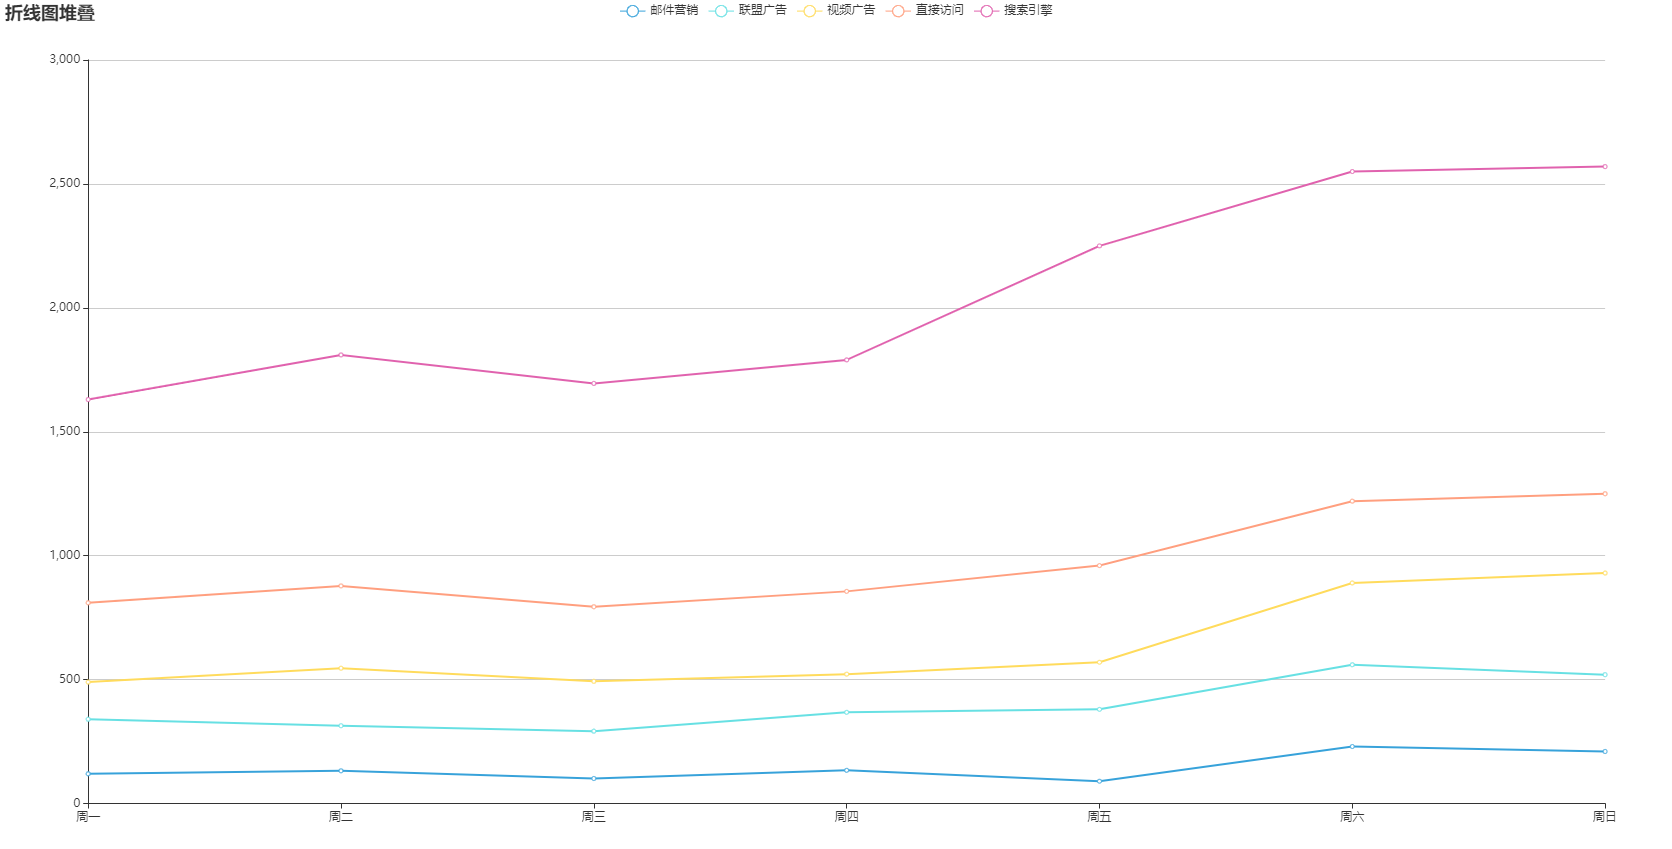 折线图堆叠
邮件营销 联盟广告 视频广告 直接访问 搜索引擎
3,000
2,500
2,000
1,500
1,000
500
0
周一 周二 周三 周四 周五 周六 周日